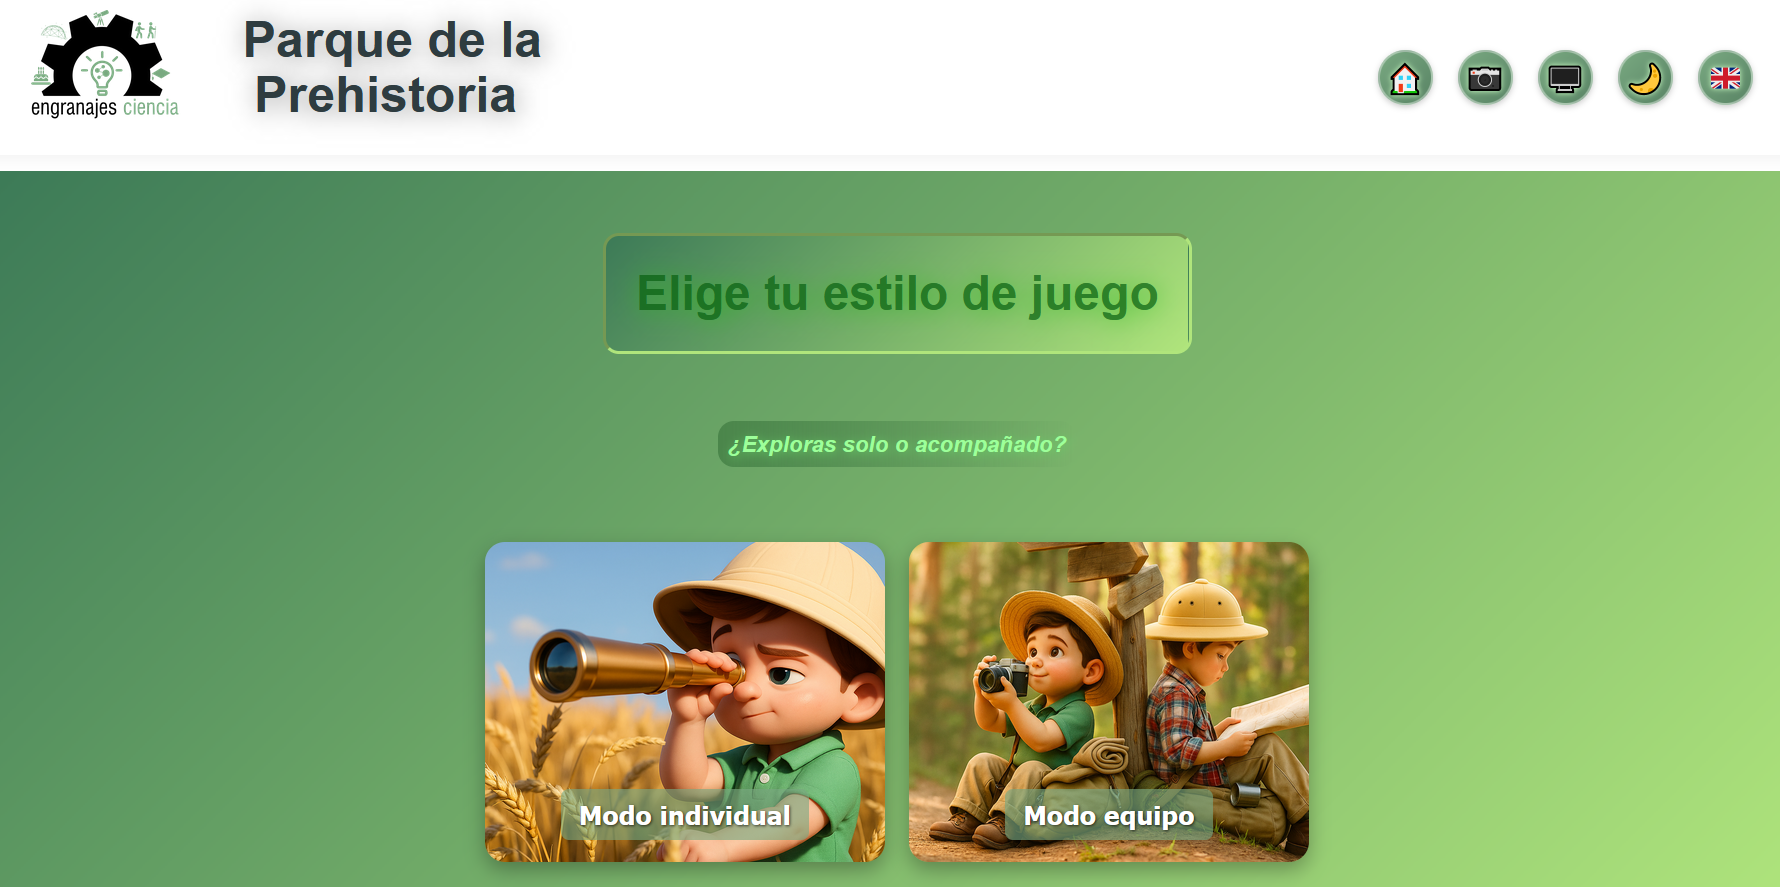 engranajes ciencia
Parque de la
Prehistoria
Elige tu estilo de juego
¿Exploras solo o acompañado?
Modo individual
Modo equipo